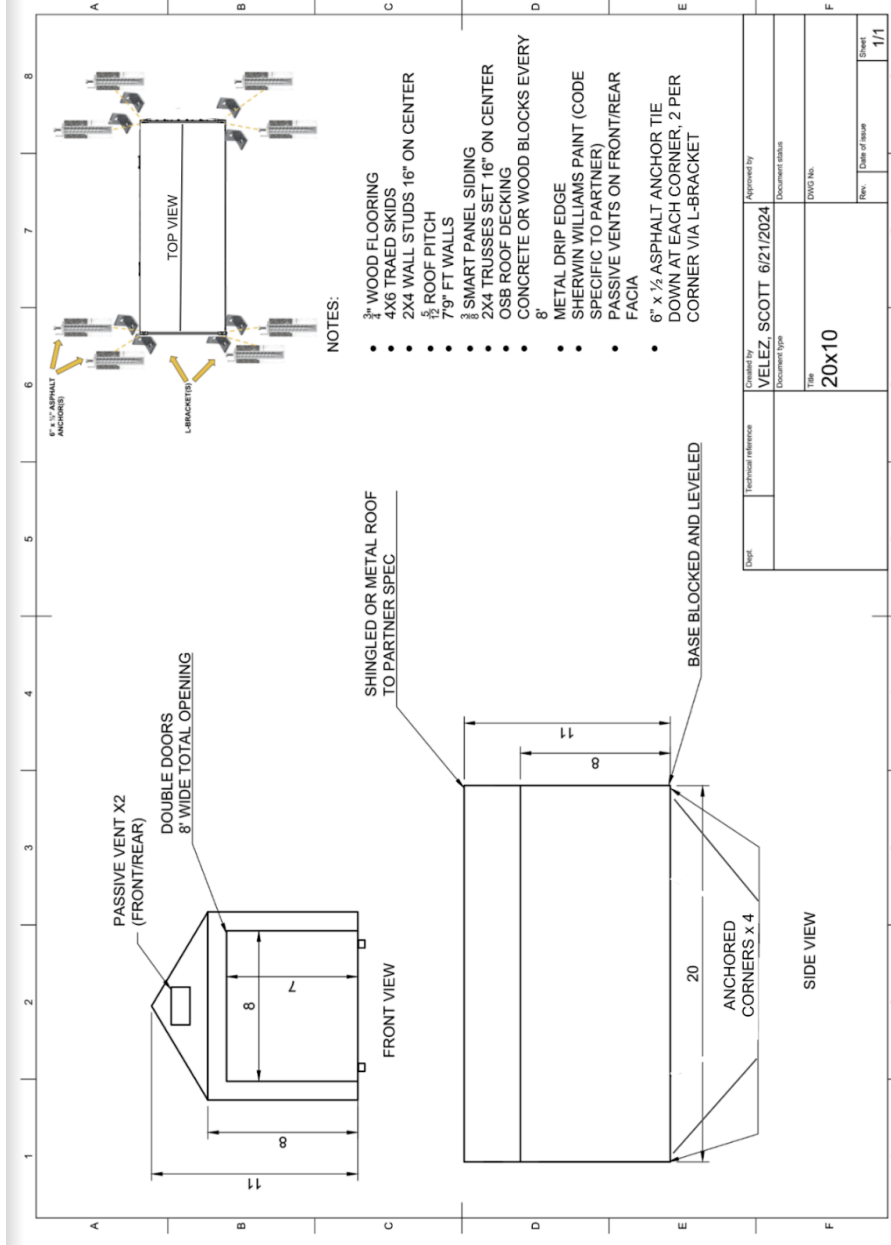 1
2
3
4
5
6
7
8
A
B
C
D
E
F
A
B
C
D
E
F
PASSIVE VENT X2
(FRONT/REAR)
DOUBLE DOORS
8' WIDE TOTAL OPENING
11
8
8
7
FRONT VIEW
6" x ½" ASPHALT
ANCHOR(S)
L-BRACKET(S)
TOP VIEW
SHINGLED OR METAL ROOF
TO PARTNER SPEC
11
8
BASE BLOCKED AND LEVELED
20
ANCHORED
CORNERS x 4
SIDE VIEW
NOTES:
• 3/4" WOOD FLOORING
• 4X6 TRAED SKIDS
• 2X4 WALL STUDS 16" ON CENTER
• 5/12 ROOF PITCH
• 7'9" FT WALLS
• 3/8 SMART PANEL SIDING
• 2X4 TRUSSES SET 16" ON CENTER
• OSB ROOF DECKING
• CONCRETE OR WOOD BLOCKS EVERY
8'
• METAL DRIP EDGE
• SHERWIN WILLIAMS PAINT (CODE
SPECIFIC TO PARTNER)
• PASSIVE VENTS ON FRONT/REAR
FACIA
• 6" x ½ ASPHALT ANCHOR TIE
DOWN AT EACH CORNER, 2 PER
CORNER VIA L-BRACKET
Dept.
Technical reference
Created by
VELEZ, SCOTT 6/21/2024
Approved by
Document type
Document status
Title
20x10
DWG No.
Rev.
Date of issue
Sheet
1/1